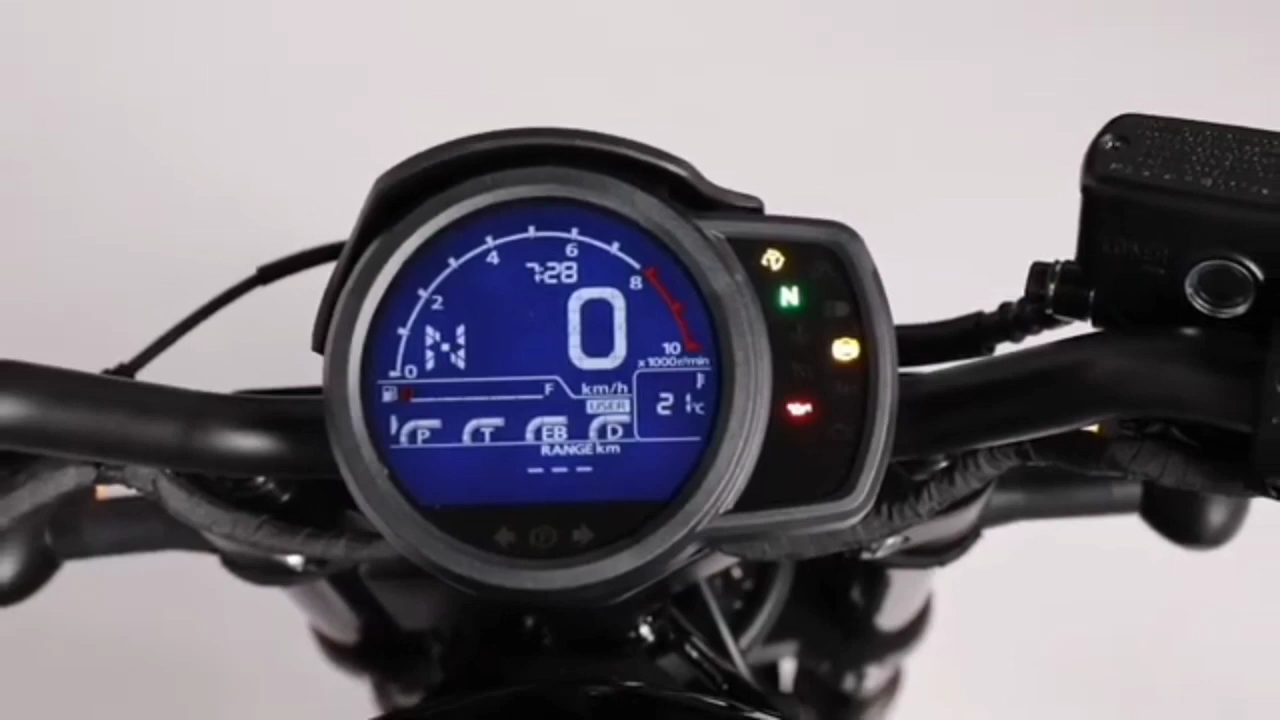 0 2 4 6 8 10
x1000r/min
7:28
N
0
km/h
F
USER
21°C
P T EB D
RANGE km
---
N